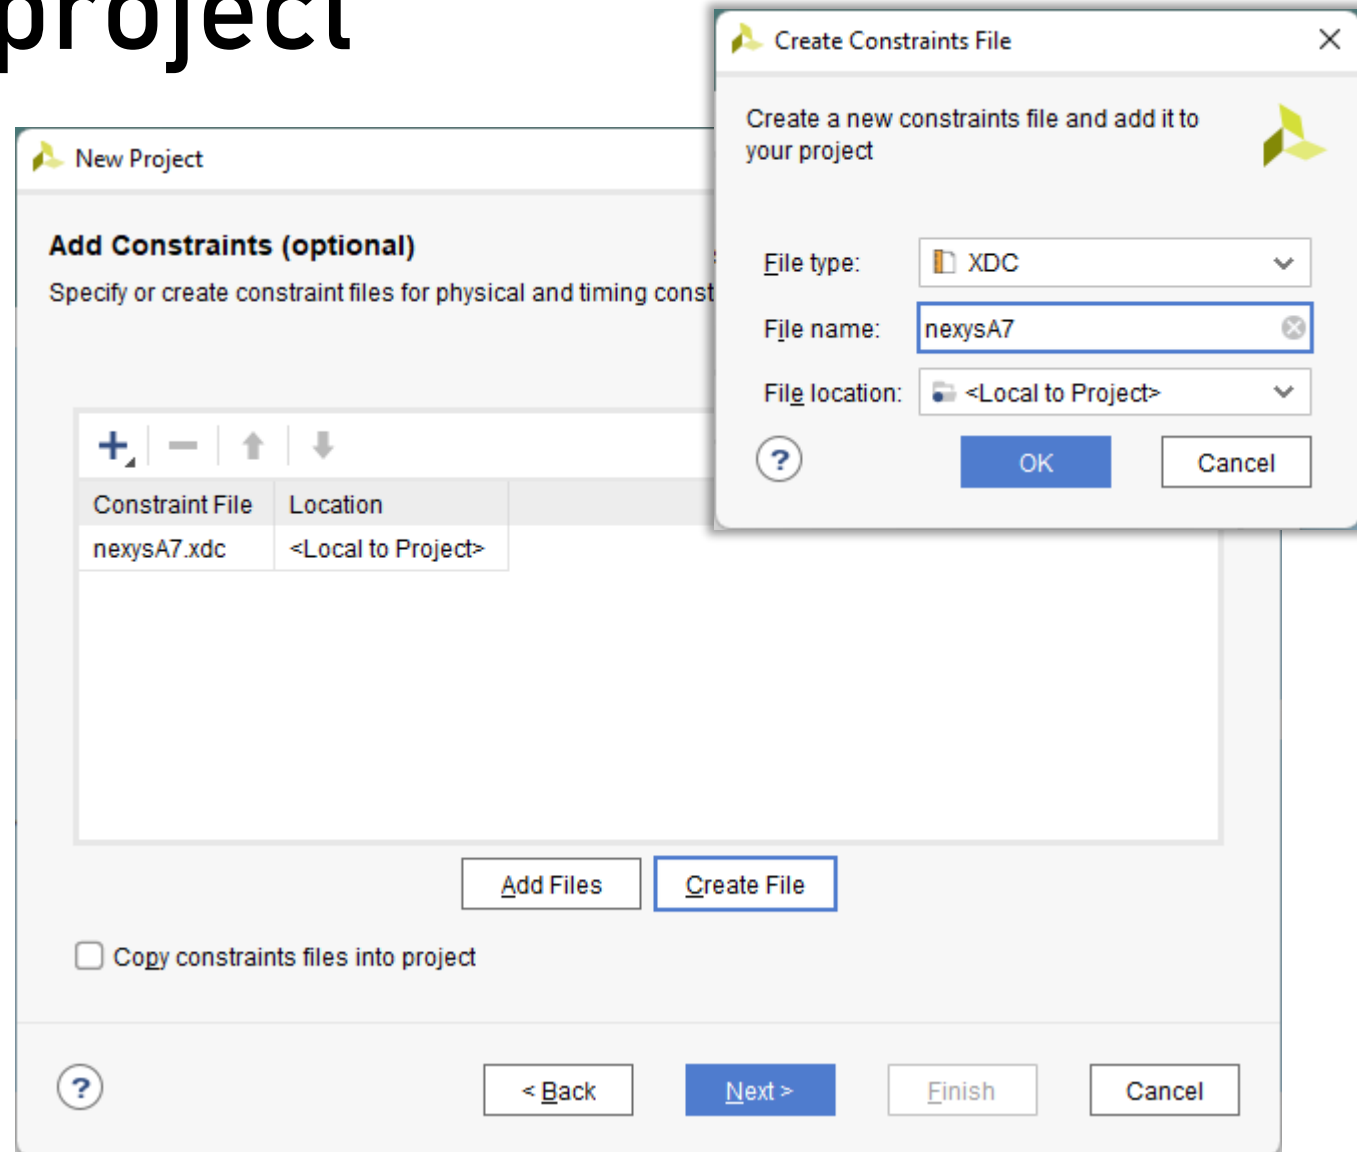 project
Create Constraints File
Create a new constraints file and add it to
your project
File type: XDC
File name: nexysA7
File location: <Local to Project>
? OK Cancel
New Project
Add Constraints (optional)
Specify or create constraint files for physical and timing const
Constraint File Location
nexysA7.xdc <Local to Project>
Add Files Create File
Copy constraints files into project
? < Back Next > Finish Cancel